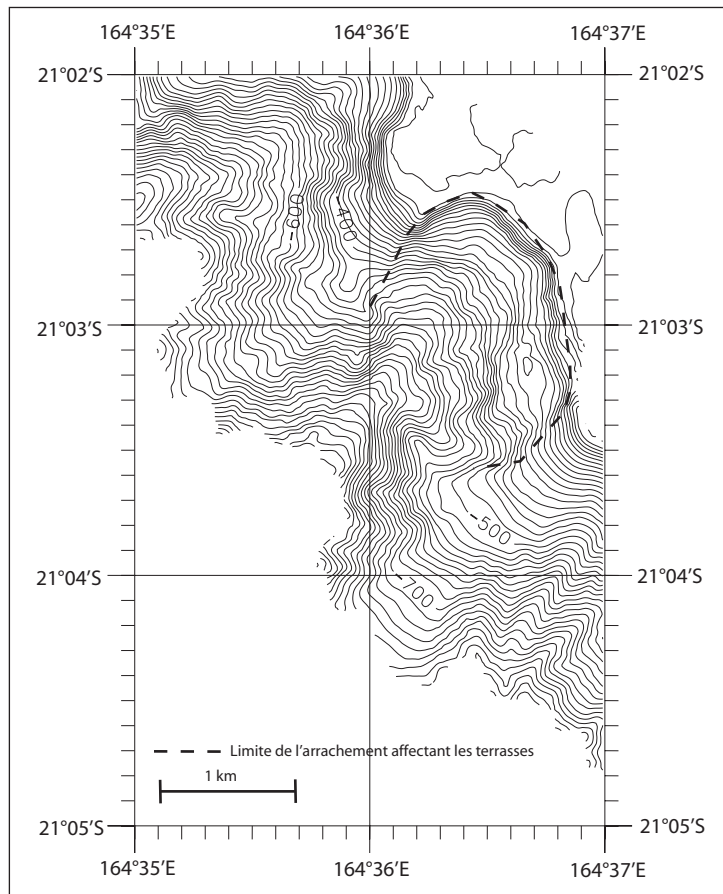 164°35’E 164°36’E 164°37’E
21°02’S 21°02’S
-600
-400
21°03’S 21°03’S
-500
21°04’S 21°04’S
-700
Limite de l’arrachement affectant les terrasses
1 km
21°05’S 21°05’S
164°35’E 164°36’E 164°37’E